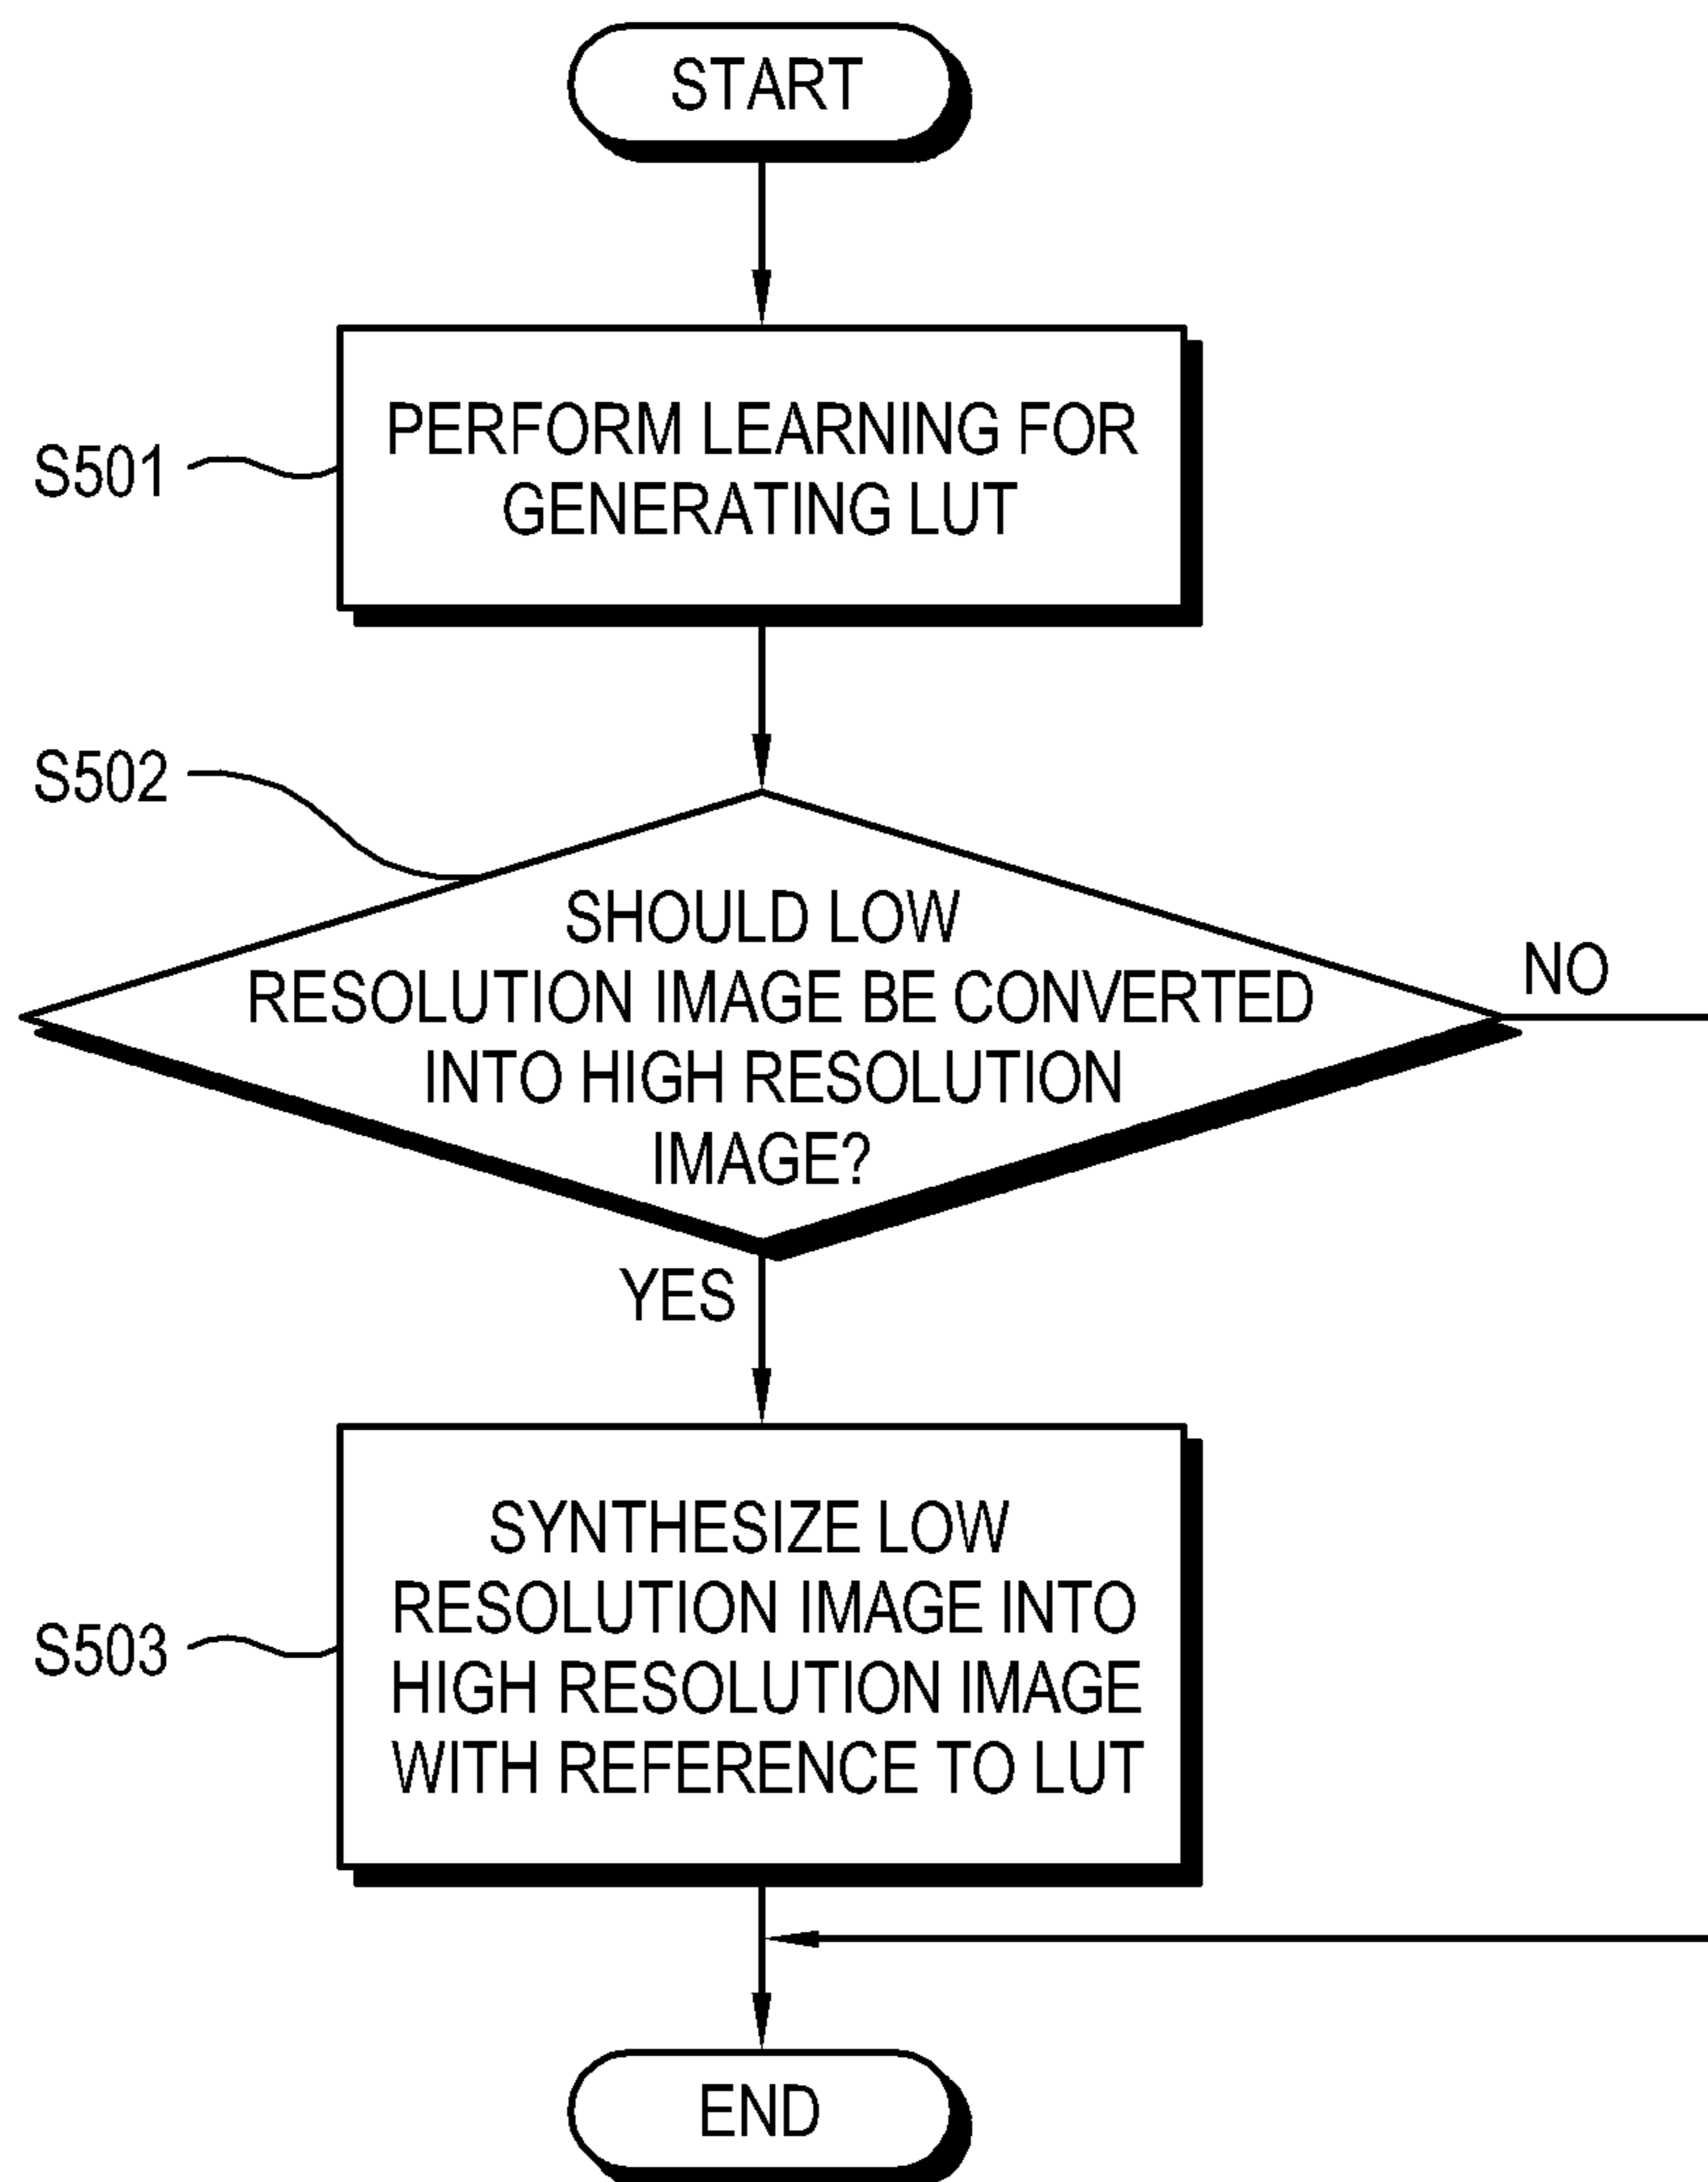 START
S501
PERFORM LEARNING FOR
GENERATING LUT
S502
SHOULD LOW
RESOLUTION IMAGE BE CONVERTED
INTO HIGH RESOLUTION
IMAGE?
NO
YES
S503
SYNTHESIZE LOW
RESOLUTION IMAGE INTO
HIGH RESOLUTION IMAGE
WITH REFERENCE TO LUT
END